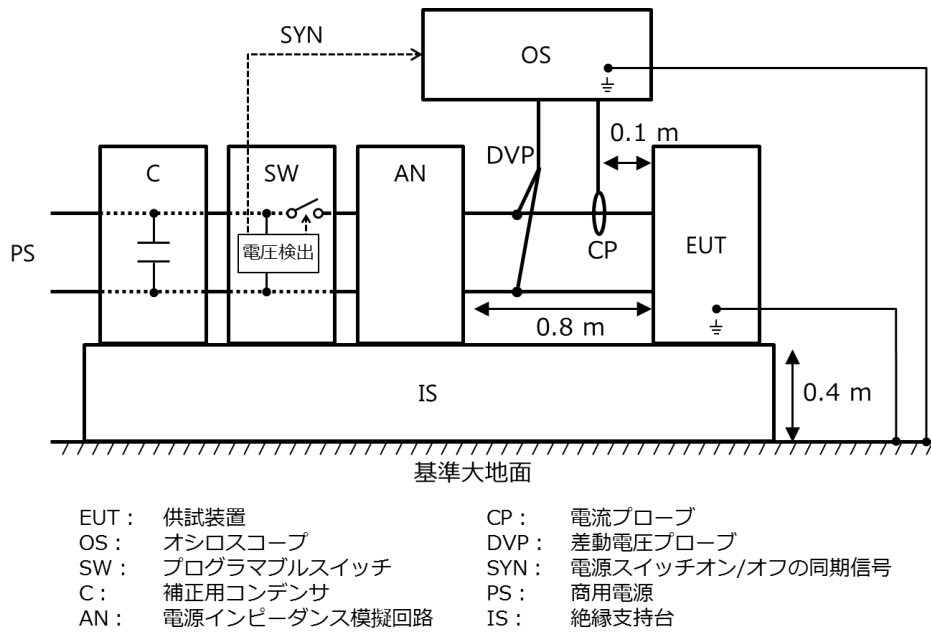 SYN
OS
0.1 m
DVP
C
SW
AN
電圧検出
PS
CP
EUT
0.8 m
IS
0.4 m
基準大地面
EUT： 供試装置
OS： オシロスコープ
SW： プログラマブルスイッチ
C： 補正用コンデンサ
AN： 電源インピーダンス模擬回路
CP： 電流プローブ
DVP： 差動電圧プローブ
SYN： 電源スイッチオン/オフの同期信号
PS： 商用電源
IS： 絶縁支持台